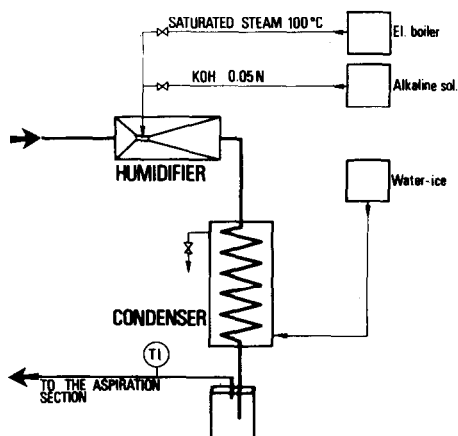 SATURATED STEAM 100°C
El. boiler
KOH 0.05N
Alkaline sol.
HUMIDIFIER
Water-ice
CONDENSER
TI
TO THE ASPIRATION
SECTION